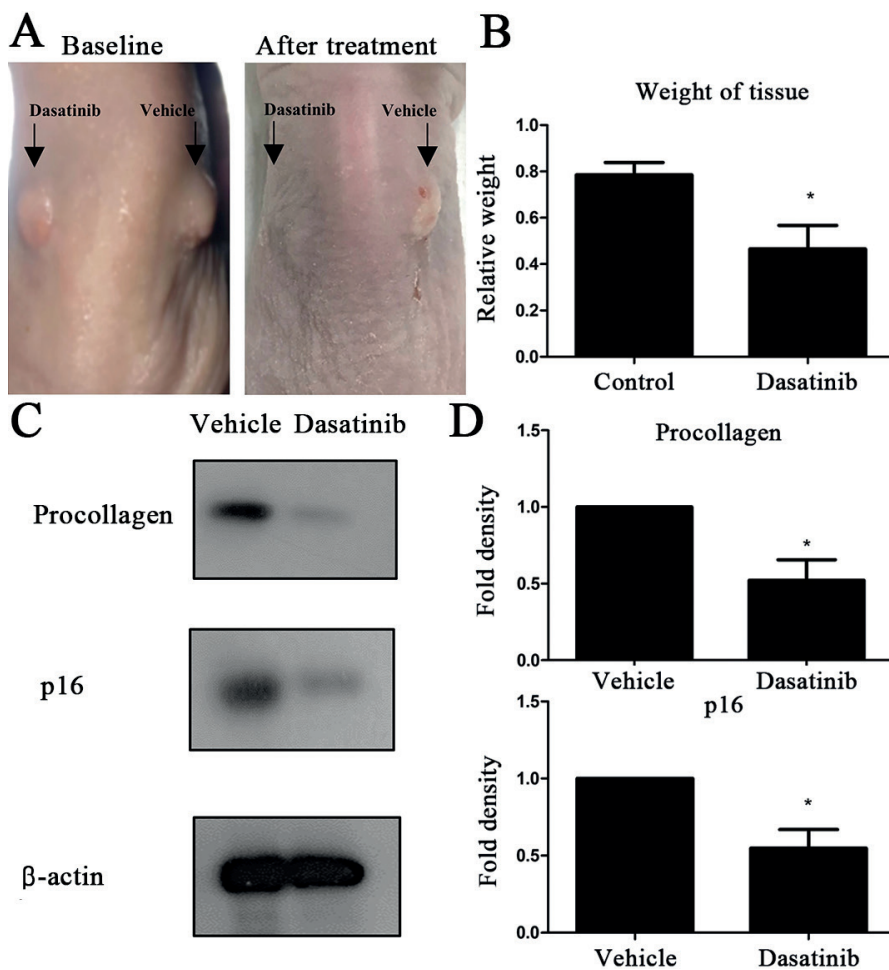 A
Baseline
After treatment
Dasatinib
Vehicle
Dasatinib
Vehicle
B
Weight of tissue
Relative weight
1.0
0.8
0.6
0.4
0.2
0.0
*
Control
Dasatinib
C
Vehicle Dasatinib
Procollagen
p16
β-actin
D
Procollagen
Fold density
1.5
1.0
0.5
0.0
*
Vehicle
Dasatinib
p16
Fold density
1.5
1.0
0.5
0.0
*
Vehicle
Dasatinib